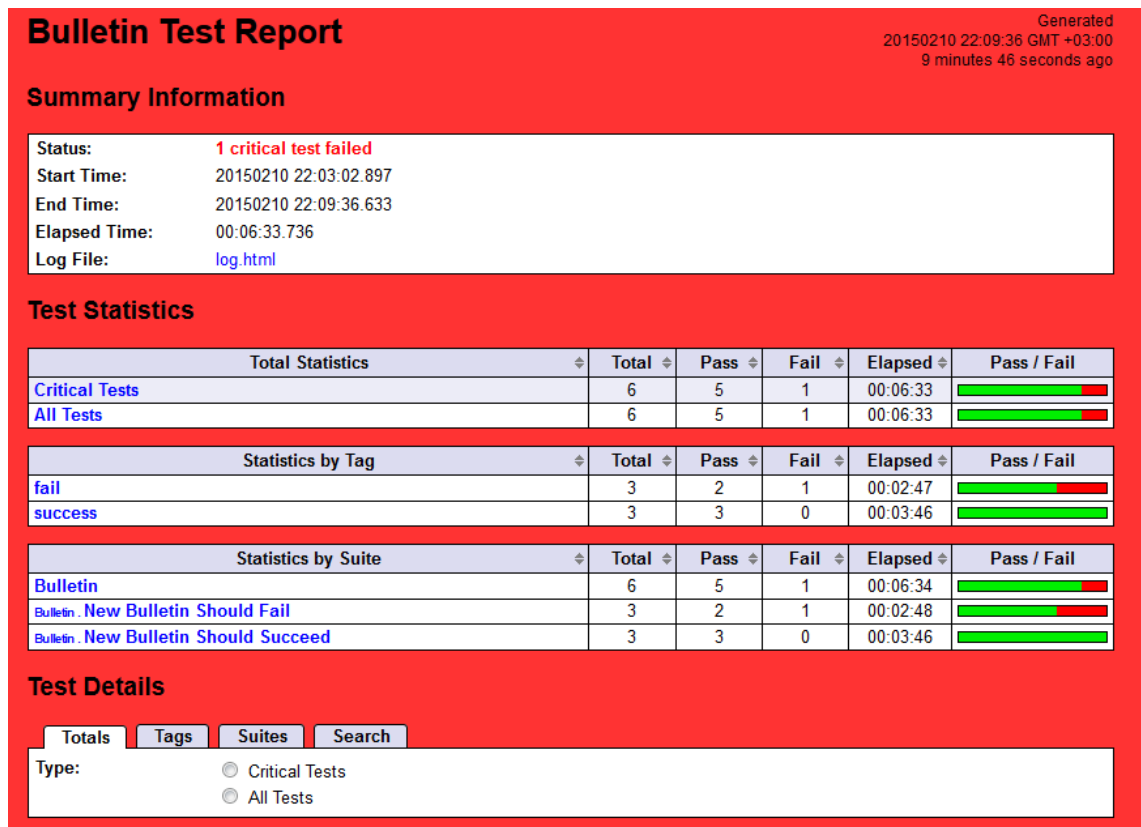 Bulletin Test Report
Generated
20150210 22:09:36 GMT +03:00
9 minutes 46 seconds ago
Summary Information
Status: 1 critical test failed
Start Time: 20150210 22:03:02.897
End Time: 20150210 22:09:36.633
Elapsed Time: 00:06:33.736
Log File: log.html
Test Statistics
Total Statistics Total Pass Fail Elapsed Pass / Fail
Critical Tests 6 5 1 00:06:33
All Tests 6 5 1 00:06:33
Statistics by Tag Total Pass Fail Elapsed Pass / Fail
fail 3 2 1 00:02:47
success 3 3 0 00:03:46
Statistics by Suite Total Pass Fail Elapsed Pass / Fail
Bulletin 6 5 1 00:06:34
Bulletin . New Bulletin Should Fail 3 2 1 00:02:48
Bulletin . New Bulletin Should Succeed 3 3 0 00:03:46
Test Details
Totals Tags Suites Search
Type: Critical Tests
All Tests